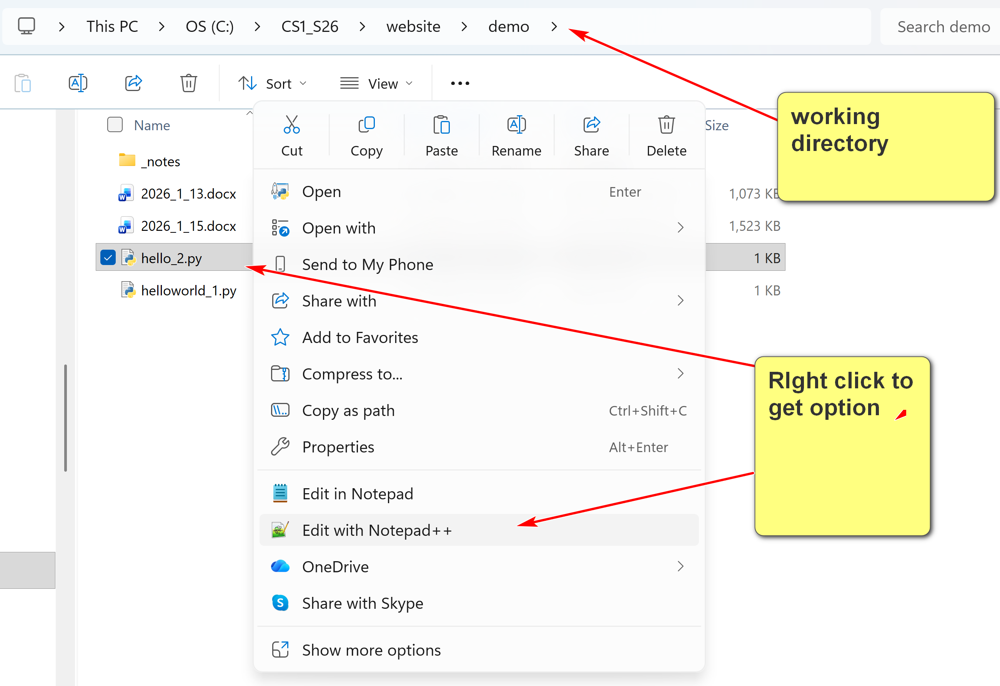 This PC > OS (C:) > CS1_S26 > website > demo >
Search demo
Sort
View
Name
Size
_notes
2026_1_13.docx
1,073 KB
2026_1_15.docx
1,523 KB
hello_2.py
1 KB
helloworld_1.py
1 KB
Cut
Copy
Paste
Rename
Share
Delete
Open
Enter
Open with
Send to My Phone
Share with
Add to Favorites
Compress to...
Copy as path
Ctrl+Shift+C
Properties
Alt+Enter
Edit in Notepad
Edit with Notepad++
OneDrive
Share with Skype
Show more options
working
directory
RIght click to
get option